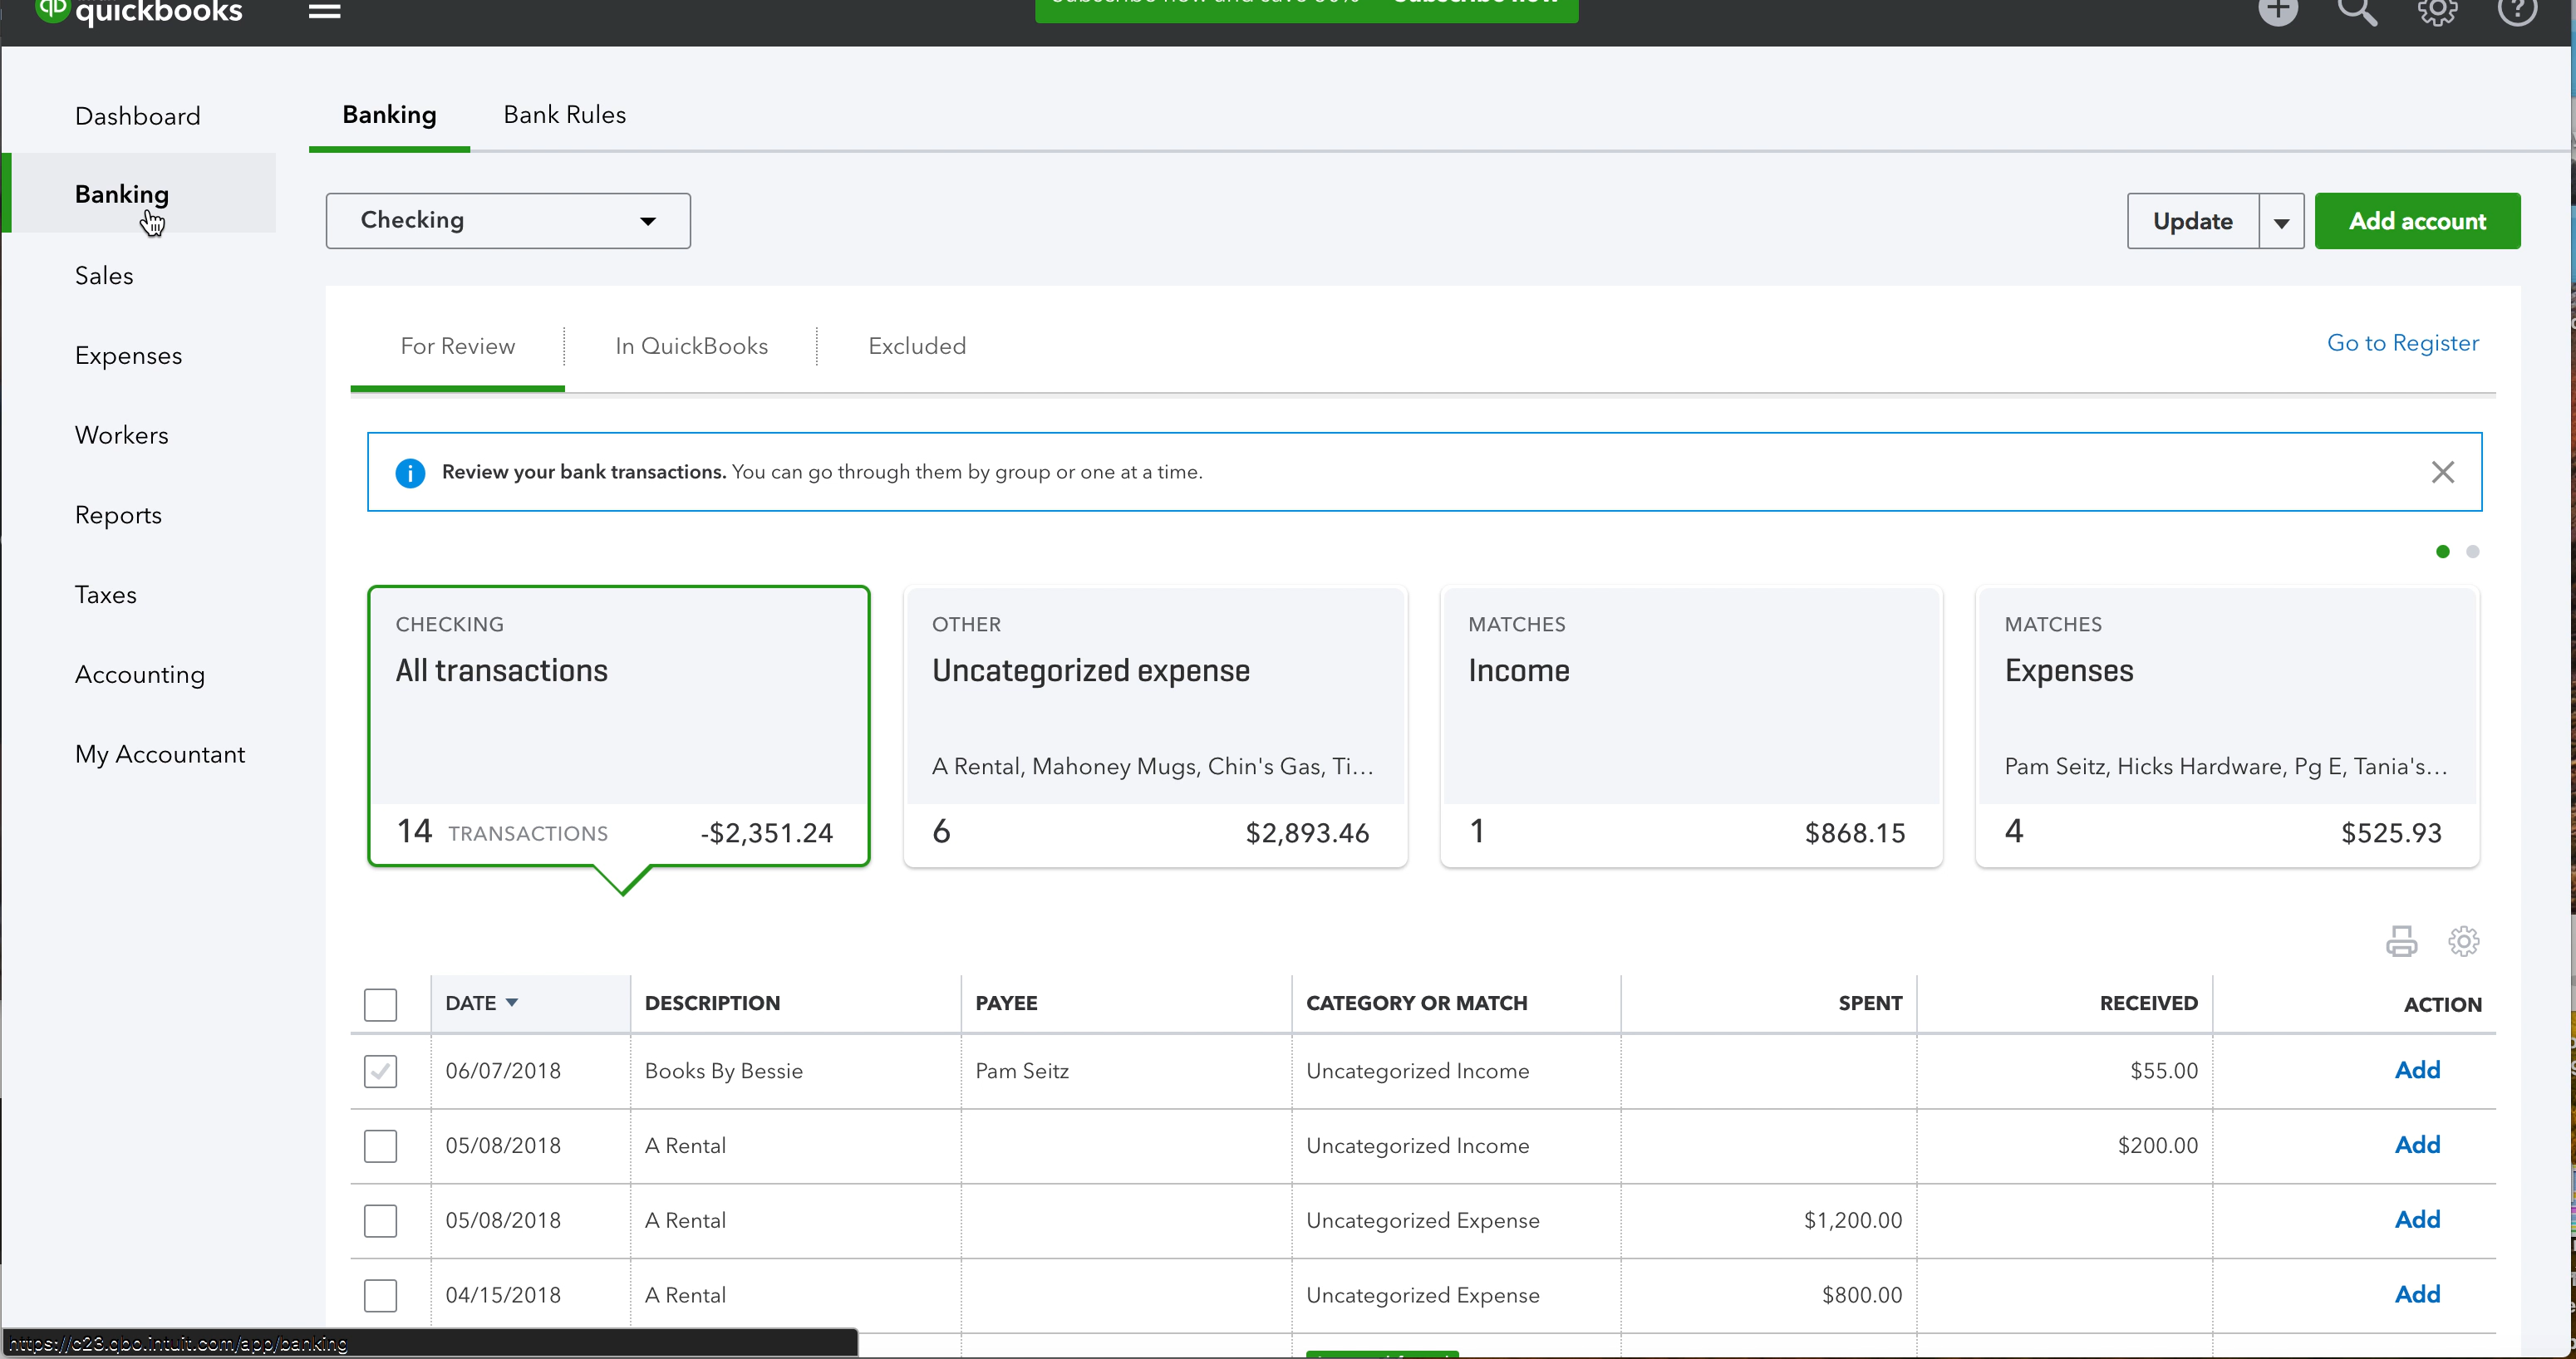 quickbooks
Subscribe now and save 50% Subscribe now
Dashboard
Banking
Sales
Expenses
Workers
Reports
Taxes
Accounting
My Accountant
Banking Bank Rules
Checking Update Add account
For Review In QuickBooks Excluded Go to Register
Review your bank transactions. You can go through them by group or one at a time.
CHECKING
All transactions
14 TRANSACTIONS -$2,351.24
OTHER
Uncategorized expense
A Rental, Mahoney Mugs, Chin's Gas, Ti...
6 $2,893.46
MATCHES
Income
1 $868.15
MATCHES
Expenses
Pam Seitz, Hicks Hardware, Pg E, Tania's...
4 $525.93
DATE DESCRIPTION PAYEE CATEGORY OR MATCH SPENT RECEIVED ACTION
06/07/2018 Books By Bessie Pam Seitz Uncategorized Income $55.00 Add
05/08/2018 A Rental Uncategorized Income $200.00 Add
05/08/2018 A Rental Uncategorized Expense $1,200.00 Add
04/15/2018 A Rental Uncategorized Expense $800.00 Add
https://c23.qbo.intuit.com/app/banking